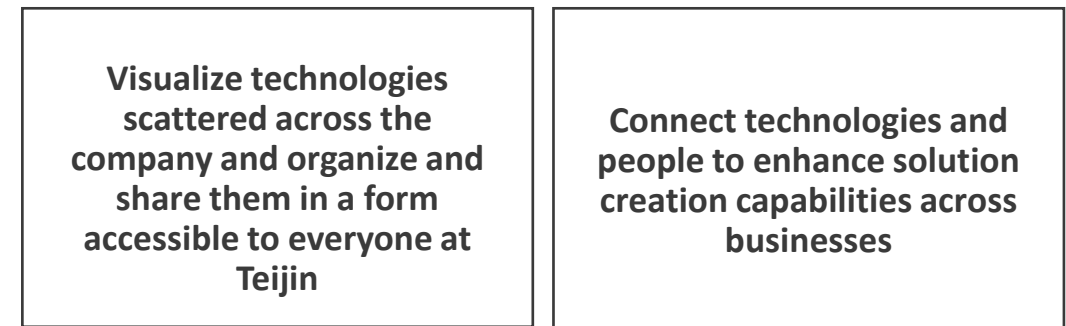 Visualize technologies
scattered across the
company and organize and
share them in a form
accessible to everyone at
Teijin
Connect technologies and
people to enhance solution
creation capabilities across
businesses